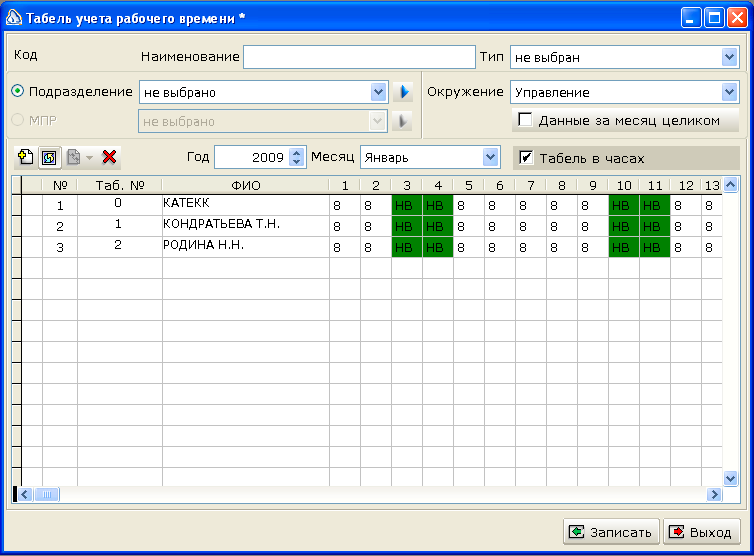 Табель учета рабочего времени *
Код Наименование Тип не выбран
Подразделение не выбрано Окружение Управление
МПР не выбрано Данные за месяц целиком
Год 2009 Месяц Январь Табель в часах
№ Таб. № ФИО 1 2 3 4 5 6 7 8 9 10 11 12 13
1 0 КАТЕКК 8 8 НВ НВ 8 8 8 8 8 НВ НВ 8 8
2 1 КОНДРАТЬЕВА Т.Н. 8 8 НВ НВ 8 8 8 8 8 НВ НВ 8 8
3 2 РОДИНА Н.Н. 8 8 НВ НВ 8 8 8 8 8 НВ НВ 8 8
Записать Выход